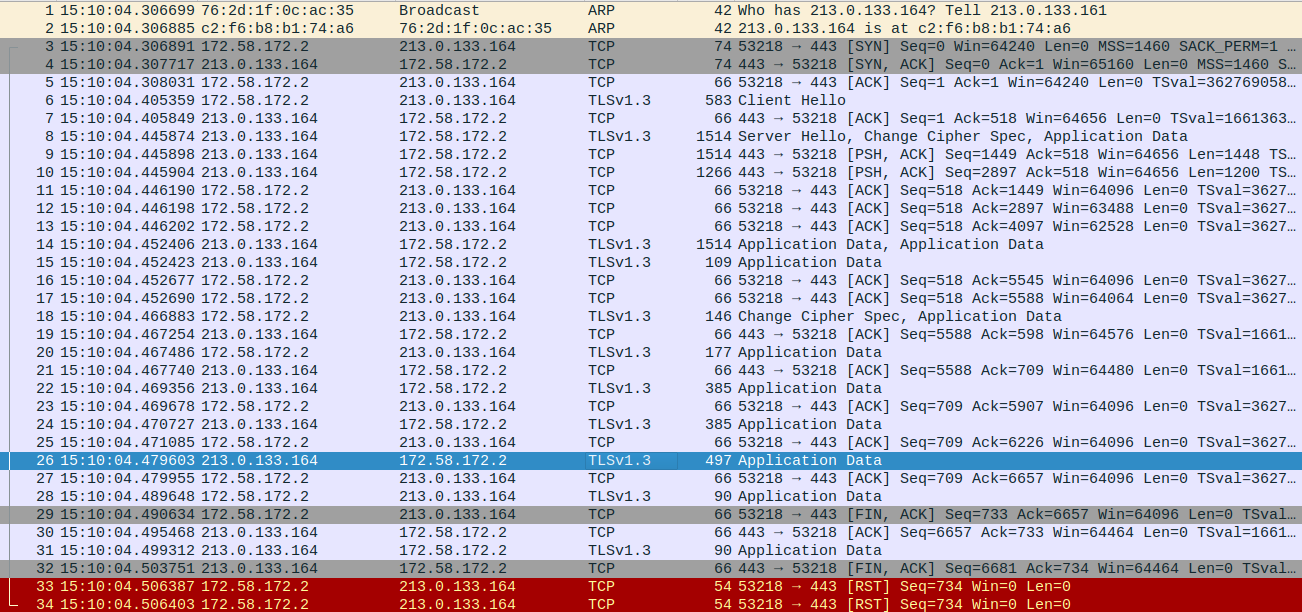 1 15:10:04.306699 76:2d:1f:0c:ac:35 Broadcast ARP 42 Who has 213.0.133.164? Tell 213.0.133.161
2 15:10:04.306885 c2:f6:b8:b1:74:a6 76:2d:1f:0c:ac:35 ARP 42 213.0.133.164 is at c2:f6:b8:b1:74:a6
3 15:10:04.306891 172.58.172.2 213.0.133.164 TCP 74 53218 → 443 [SYN] Seq=0 Win=64240 Len=0 MSS=1460 SACK_PERM=1 …
4 15:10:04.307717 213.0.133.164 172.58.172.2 TCP 74 443 → 53218 [SYN, ACK] Seq=0 Ack=1 Win=65160 Len=0 MSS=1460 S…
5 15:10:04.308031 172.58.172.2 213.0.133.164 TCP 66 53218 → 443 [ACK] Seq=1 Ack=1 Win=64240 Len=0 TSval=362769058…
6 15:10:04.405359 172.58.172.2 213.0.133.164 TLSv1.3 583 Client Hello
7 15:10:04.405849 213.0.133.164 172.58.172.2 TCP 66 443 → 53218 [ACK] Seq=1 Ack=518 Win=64656 Len=0 TSval=1661363…
8 15:10:04.445874 213.0.133.164 172.58.172.2 TLSv1.3 1514 Server Hello, Change Cipher Spec, Application Data
9 15:10:04.445898 213.0.133.164 172.58.172.2 TCP 1514 443 → 53218 [PSH, ACK] Seq=1449 Ack=518 Win=64656 Len=1448 TS…
10 15:10:04.445904 213.0.133.164 172.58.172.2 TCP 1266 443 → 53218 [PSH, ACK] Seq=2897 Ack=518 Win=64656 Len=1200 TS…
11 15:10:04.446190 172.58.172.2 213.0.133.164 TCP 66 53218 → 443 [ACK] Seq=518 Ack=1449 Win=64096 Len=0 TSval=3627…
12 15:10:04.446198 172.58.172.2 213.0.133.164 TCP 66 53218 → 443 [ACK] Seq=518 Ack=2897 Win=63488 Len=0 TSval=3627…
13 15:10:04.446202 172.58.172.2 213.0.133.164 TCP 66 53218 → 443 [ACK] Seq=518 Ack=4097 Win=62528 Len=0 TSval=3627…
14 15:10:04.452406 213.0.133.164 172.58.172.2 TLSv1.3 1514 Application Data, Application Data
15 15:10:04.452423 213.0.133.164 172.58.172.2 TLSv1.3 109 Application Data
16 15:10:04.452677 172.58.172.2 213.0.133.164 TCP 66 53218 → 443 [ACK] Seq=518 Ack=5545 Win=64096 Len=0 TSval=3627…
17 15:10:04.452690 172.58.172.2 213.0.133.164 TCP 66 53218 → 443 [ACK] Seq=518 Ack=5588 Win=64064 Len=0 TSval=3627…
18 15:10:04.466883 172.58.172.2 213.0.133.164 TLSv1.3 146 Change Cipher Spec, Application Data
19 15:10:04.467254 213.0.133.164 172.58.172.2 TCP 66 443 → 53218 [ACK] Seq=5588 Ack=598 Win=64576 Len=0 TSval=1661…
20 15:10:04.467486 172.58.172.2 213.0.133.164 TLSv1.3 177 Application Data
21 15:10:04.467740 213.0.133.164 172.58.172.2 TCP 66 443 → 53218 [ACK] Seq=5588 Ack=709 Win=64480 Len=0 TSval=1661…
22 15:10:04.469356 213.0.133.164 172.58.172.2 TLSv1.3 385 Application Data
23 15:10:04.469678 172.58.172.2 213.0.133.164 TCP 66 53218 → 443 [ACK] Seq=709 Ack=5907 Win=64096 Len=0 TSval=3627…
24 15:10:04.470727 213.0.133.164 172.58.172.2 TLSv1.3 385 Application Data
25 15:10:04.471085 172.58.172.2 213.0.133.164 TCP 66 53218 → 443 [ACK] Seq=709 Ack=6226 Win=64096 Len=0 TSval=3627…
26 15:10:04.479603 213.0.133.164 172.58.172.2 TLSv1.3 497 Application Data
27 15:10:04.479955 172.58.172.2 213.0.133.164 TCP 66 53218 → 443 [ACK] Seq=709 Ack=6657 Win=64096 Len=0 TSval=3627…
28 15:10:04.489648 172.58.172.2 213.0.133.164 TLSv1.3 90 Application Data
29 15:10:04.490634 172.58.172.2 213.0.133.164 TCP 66 53218 → 443 [FIN, ACK] Seq=733 Ack=6657 Win=64096 Len=0 TSval…
30 15:10:04.495468 213.0.133.164 172.58.172.2 TCP 66 443 → 53218 [ACK] Seq=6657 Ack=733 Win=64464 Len=0 TSval=1661…
31 15:10:04.499312 213.0.133.164 172.58.172.2 TLSv1.3 90 Application Data
32 15:10:04.503751 213.0.133.164 172.58.172.2 TCP 66 443 → 53218 [FIN, ACK] Seq=6681 Ack=734 Win=64464 Len=0 TSval…
33 15:10:04.506387 172.58.172.2 213.0.133.164 TCP 54 53218 → 443 [RST] Seq=734 Win=0 Len=0
34 15:10:04.506403 172.58.172.2 213.0.133.164 TCP 54 53218 → 443 [RST] Seq=734 Win=0 Len=0